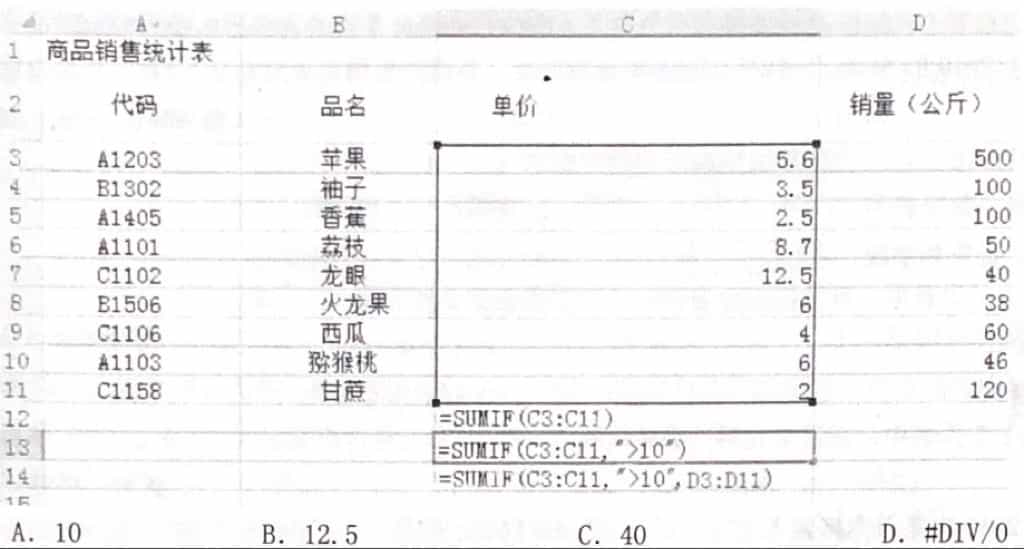 A B C D
1 商品销售统计表
2 代码 品名 单价 销量（公斤）
3 A1203 苹果 5.6 500
4 B1302 袖子 3.5 100
5 A1405 香蕉 2.5 100
6 A1101 荔枝 8.7 50
7 C1102 龙眼 12.5 40
8 B1506 火龙果 6 38
9 C1106 西瓜 4 60
10 A1103 猕猴桃 6 46
11 C1158 甘蔗 2 120
12 =SUMIF(C3:C11)
13 =SUMIF(C3:C11,">10")
14 =SUMIF(C3:C11,">10",D3:D11)
15
A. 10 B. 12.5 C. 40 D. #DIV/0